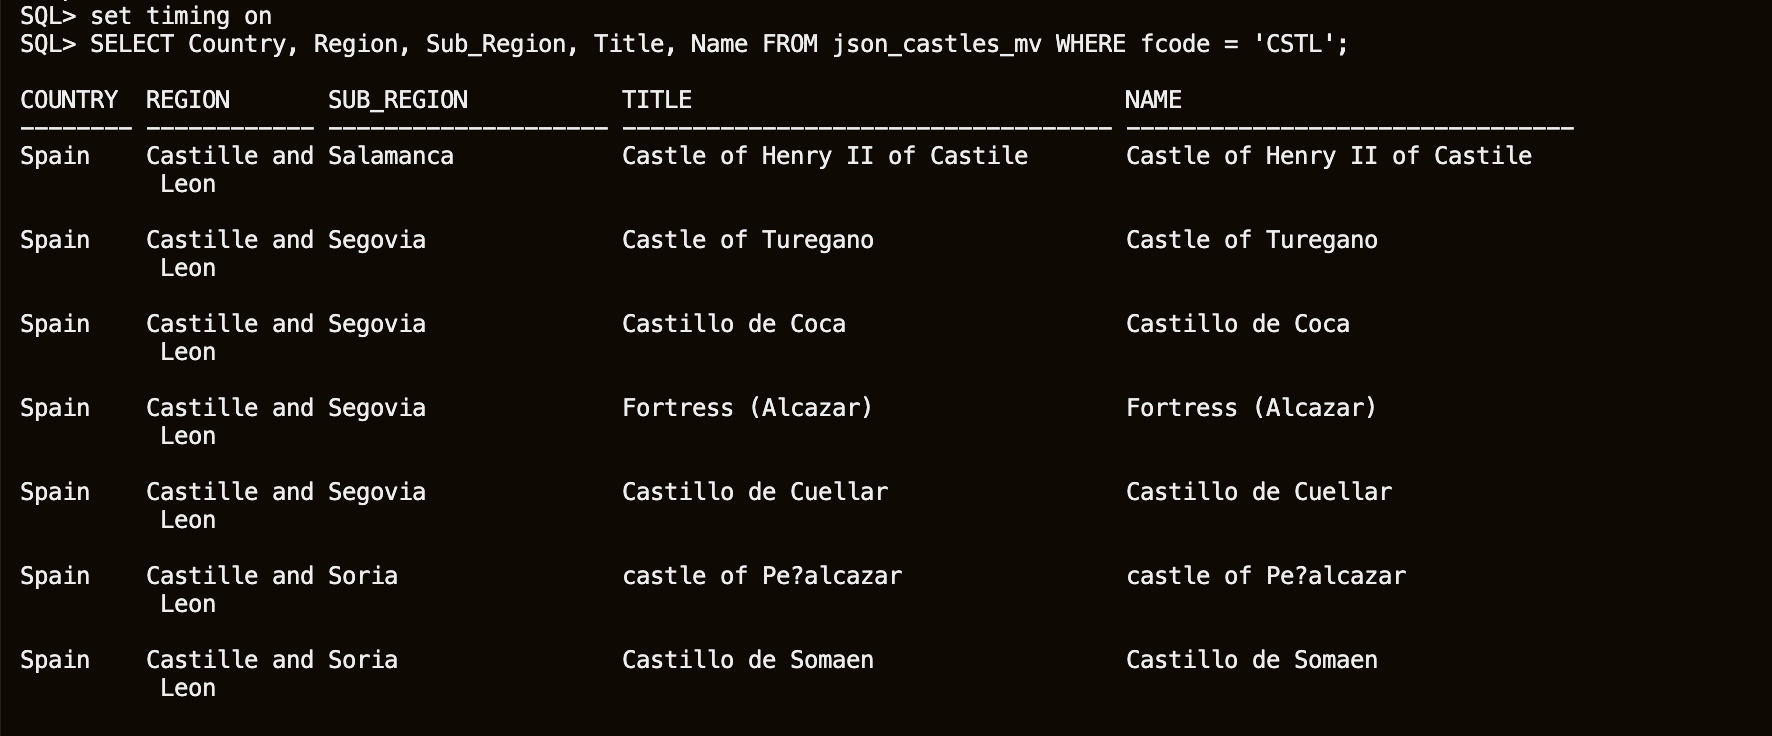 SQL> set timing on
SQL> SELECT Country, Region, Sub_Region, Title, Name FROM json_castles_mv WHERE fcode = 'CSTL';
COUNTRY REGION SUB_REGION TITLE NAME
-------- ------------ -------------------- ----------------------------------- --------------------------------
Spain Castille and Salamanca Castle of Henry II of Castile Castle of Henry II of Castile
Leon
Spain Castille and Segovia Castle of Turegano Castle of Turegano
Leon
Spain Castille and Segovia Castillo de Coca Castillo de Coca
Leon
Spain Castille and Segovia Fortress (Alcazar) Fortress (Alcazar)
Leon
Spain Castille and Segovia Castillo de Cuellar Castillo de Cuellar
Leon
Spain Castille and Soria castle of Pe?alcazar castle of Pe?alcazar
Leon
Spain Castille and Soria Castillo de Somaen Castillo de Somaen
Leon